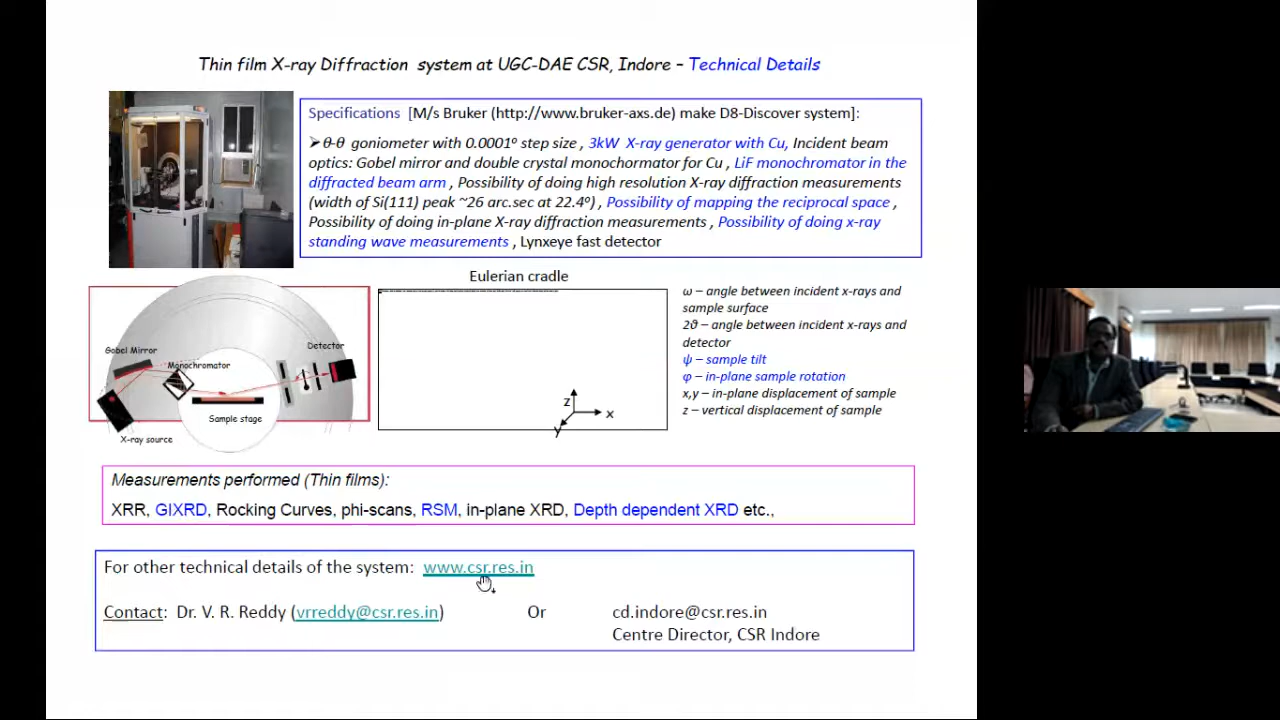 Thin film X-ray Diffraction system at UGC-DAE CSR, Indore – Technical Details
Specifications [M/s Bruker (http://www.bruker-axs.de) make D8-Discover system]:
➢θ-θ goniometer with 0.0001º step size , 3kW X-ray generator with Cu, Incident beam
optics: Gobel mirror and double crystal monochormator for Cu , LiF monochromator in the
diffracted beam arm , Possibility of doing high resolution X-ray diffraction measurements
(width of Si(111) peak ~26 arc.sec at 22.4º) , Possibility of mapping the reciprocal space ,
Possibility of doing in-plane X-ray diffraction measurements , Possibility of doing x-ray
standing wave measurements , Lynxeye fast detector
Gobel Mirror
Monochromator
Detector
Sample stage
X-ray source
Eulerian cradle
z
x
y
ω – angle between incident x-rays and
sample surface
2θ – angle between incident x-rays and
detector
ψ – sample tilt
φ – in-plane sample rotation
x,y – in-plane displacement of sample
z – vertical displacement of sample
Measurements performed (Thin films):
XRR, GIXRD, Rocking Curves, phi-scans, RSM, in-plane XRD, Depth dependent XRD etc.,
For other technical details of the system: www.csr.res.in
Contact: Dr. V. R. Reddy (vrreddy@csr.res.in) Or cd.indore@csr.res.in
Centre Director, CSR Indore